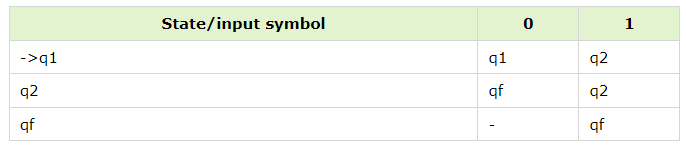 State/input symbol 0 1
->q1 q1 q2
q2 qf q2
qf - qf